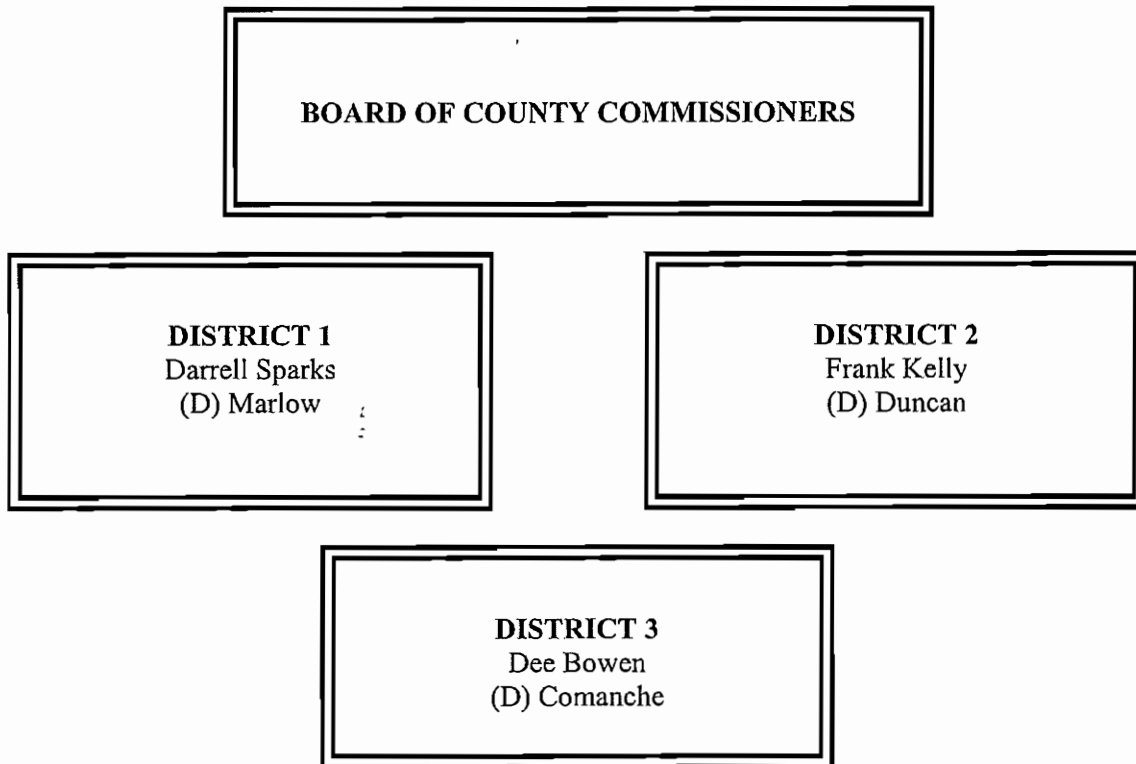 BOARD OF COUNTY COMMISSIONERS
DISTRICT 1
Darrell Sparks
(D) Marlow
DISTRICT 2
Frank Kelly
(D) Duncan
DISTRICT 3
Dee Bowen
(D) Comanche